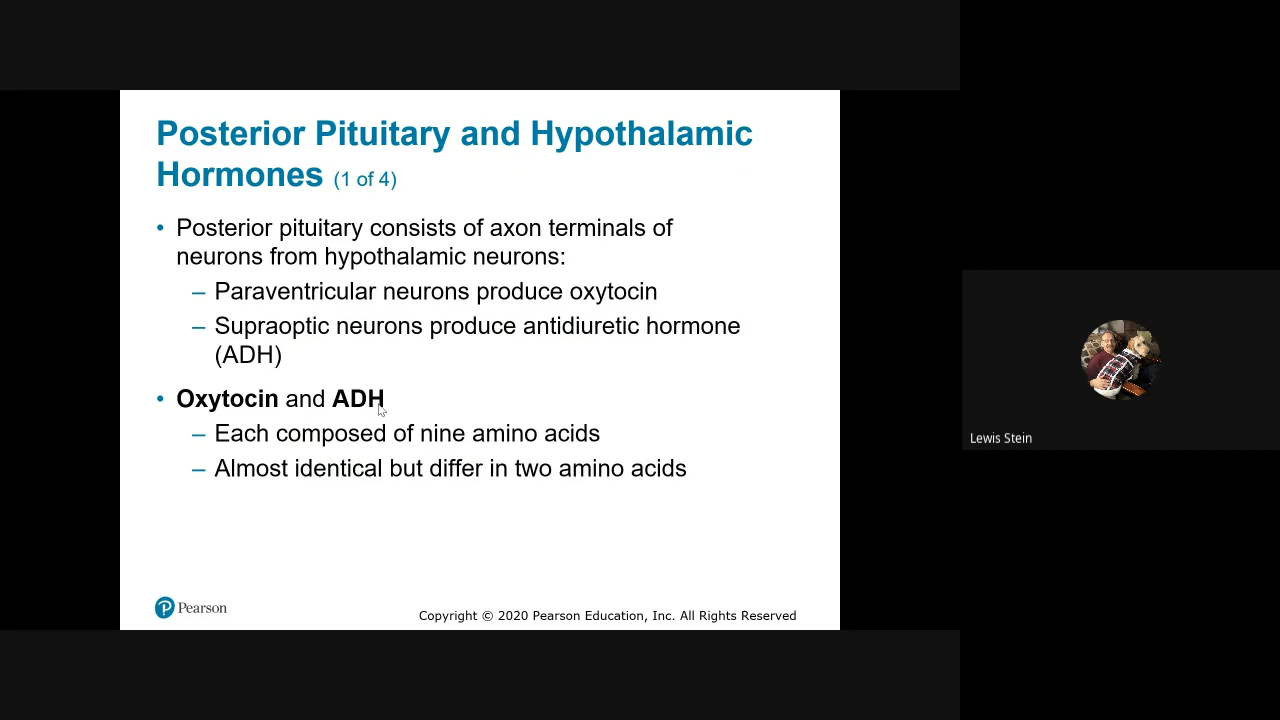 Posterior Pituitary and Hypothalamic
Hormones (1 of 4)
• Posterior pituitary consists of axon terminals of
neurons from hypothalamic neurons:
– Paraventricular neurons produce oxytocin
– Supraoptic neurons produce antidiuretic hormone
(ADH)
• Oxytocin and ADH
– Each composed of nine amino acids
– Almost identical but differ in two amino acids
P Pearson
Copyright © 2020 Pearson Education, Inc. All Rights Reserved
Lewis Stein